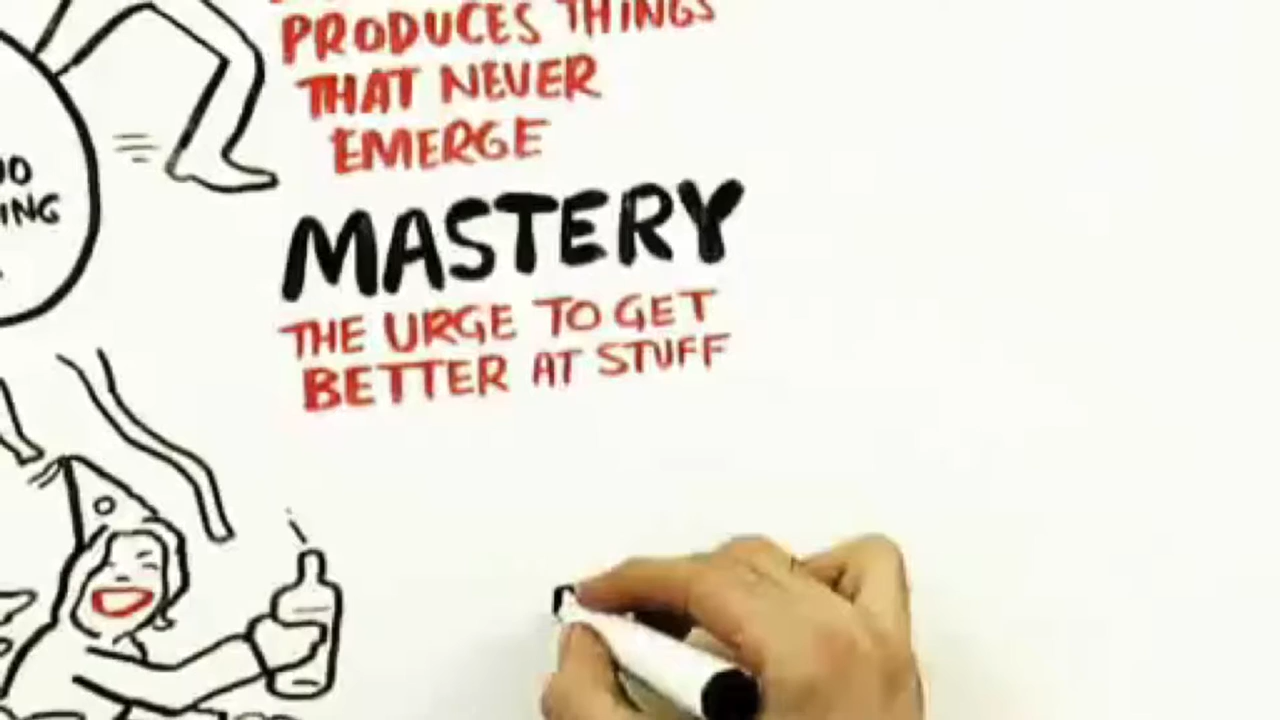 PRODUCES THINGS
THAT NEVER
EMERGE
MASTERY
THE URGE TO GET
BETTER AT STUFF